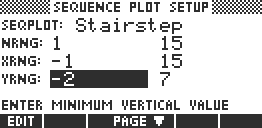 SEQUENCE PLOT SETUP
SEQPLOT: Stairstep
NRNG: 1 15
XRNG: -1 15
YRNG: -2 7
ENTER MINIMUM VERTICAL VALUE
EDIT PAGE ▼